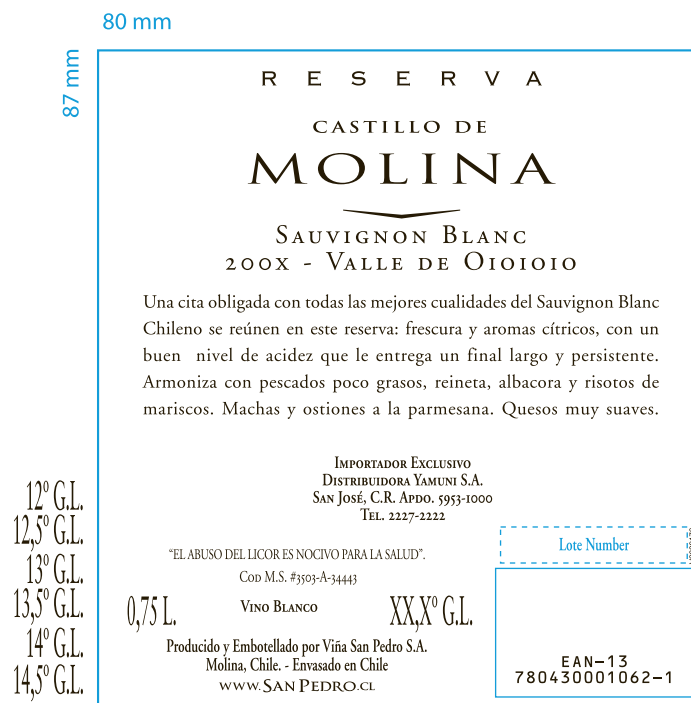 80 mm
87 mm
RESERVA
CASTILLO DE
MOLINA
SAUVIGNON BLANC
200X - VALLE DE OIOIOIO
Una cita obligada con todas las mejores cualidades del Sauvignon Blanc
Chileno se reúnen en este reserva: frescura y aromas cítricos, con un
buen nivel de acidez que le entrega un final largo y persistente.
Armoniza con pescados poco grasos, reineta, albacora y risotos de
mariscos. Machas y ostiones a la parmesana. Quesos muy suaves.
IMPORTADOR EXCLUSIVO
DISTRIBUIDORA YAMUNI S.A.
SAN JOSÉ, C.R. APDO. 5953-1000
TEL. 2227-2222
12º G.L.
12,5º G.L.
13º G.L.
13,5º G.L.
14º G.L.
14,5º G.L.
"EL ABUSO DEL LICOR ES NOCIVO PARA LA SALUD".
COD M.S. #3503-A-34443
0,75 L.
VINO BLANCO
XX,Xº G.L.
Producido y Embotellado por Viña San Pedro S.A.
Molina, Chile. - Envasado en Chile
WWW.SAN PEDRO.CL
Lote Number
EAN-13
780430001062-1